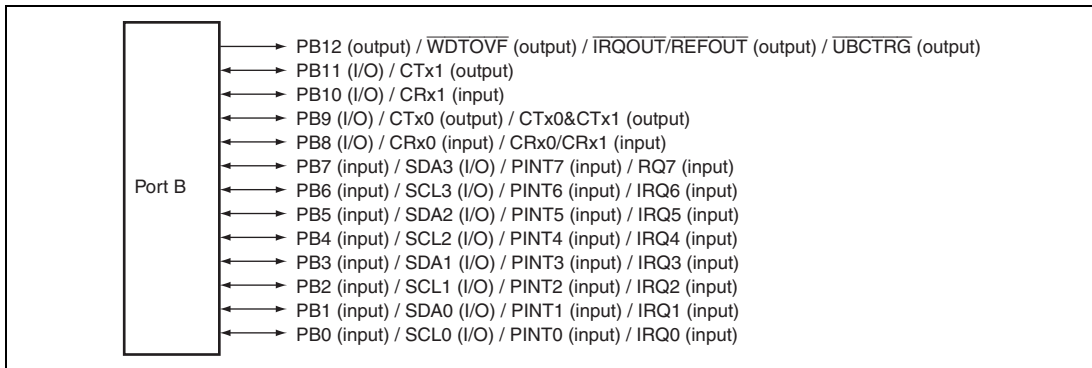 Port B
PB12 (output) / WDTOVF (output) / IRQOUT/REFOUT (output) / UBCTRG (output)
PB11 (I/O) / CTx1 (output)
PB10 (I/O) / CRx1 (input)
PB9 (I/O) / CTx0 (output) / CTx0&CTx1 (output)
PB8 (I/O) / CRx0 (input) / CRx0/CRx1 (input)
PB7 (input) / SDA3 (I/O) / PINT7 (input) / RQ7 (input)
PB6 (input) / SCL3 (I/O) / PINT6 (input) / IRQ6 (input)
PB5 (input) / SDA2 (I/O) / PINT5 (input) / IRQ5 (input)
PB4 (input) / SCL2 (I/O) / PINT4 (input) / IRQ4 (input)
PB3 (input) / SDA1 (I/O) / PINT3 (input) / IRQ3 (input)
PB2 (input) / SCL1 (I/O) / PINT2 (input) / IRQ2 (input)
PB1 (input) / SDA0 (I/O) / PINT1 (input) / IRQ1 (input)
PB0 (input) / SCL0 (I/O) / PINT0 (input) / IRQ0 (input)